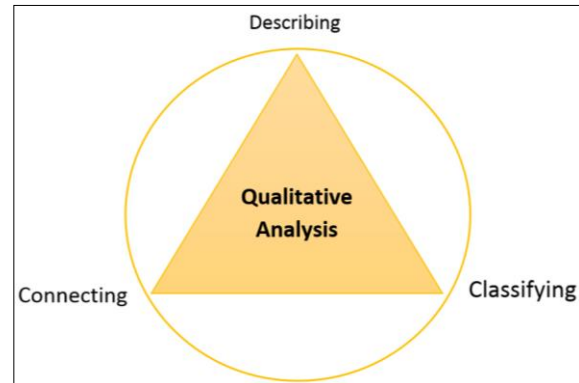 Describing
Qualitative
Analysis
Connecting
Classifying